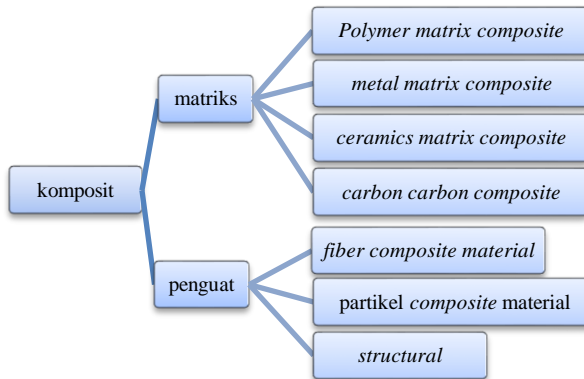 komposit
matriks
Polymer matrix composite
metal matrix composite
ceramics matrix composite
carbon carbon composite
penguat
fiber composite material
partikel composite material
structural